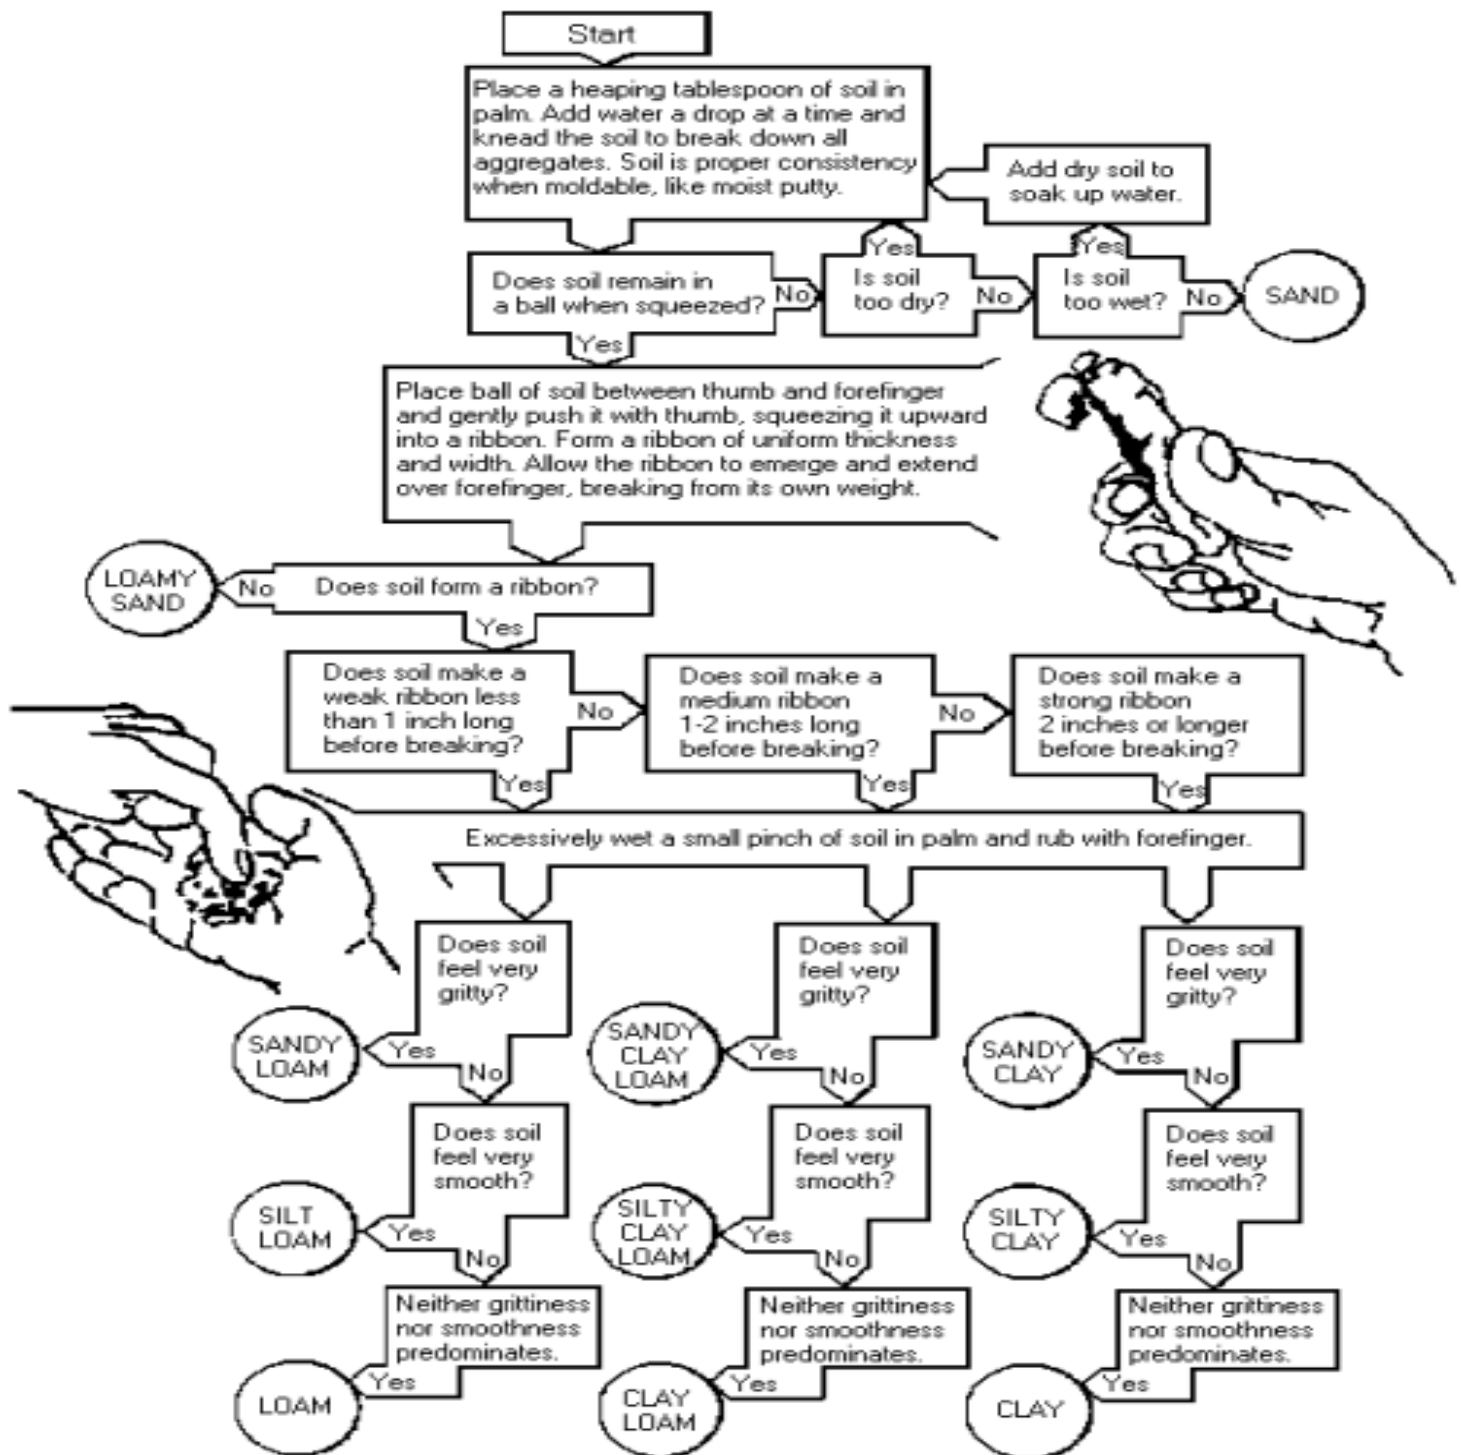 Start
Place a heaping tablespoon of soil in
palm. Add water a drop at a time and
knead the soil to break down all
aggregates. Soil is proper consistency
when moldable, like moist putty.
Add dry soil to
soak up water.
Does soil remain in
a ball when squeezed?
No
Yes
Is soil
too dry?
Yes
No
Is soil
too wet?
Yes
No
SAND
Place ball of soil between thumb and forefinger
and gently push it with thumb, squeezing it upward
into a ribbon. Form a ribbon of uniform thickness
and width. Allow the ribbon to emerge and extend
over forefinger, breaking from its own weight.
Does soil form a ribbon?
No
LOAMY
SAND
Yes
Does soil make a
weak ribbon less
than 1 inch long
before breaking?
No
Yes
Does soil make a
medium ribbon
1-2 inches long
before breaking?
No
Yes
Does soil make a
strong ribbon
2 inches or longer
before breaking?
Yes
Excessively wet a small pinch of soil in palm and rub with forefinger.
Does soil
feel very
gritty?
Yes
SANDY
LOAM
No
Does soil
feel very
gritty?
Yes
SANDY
CLAY
LOAM
No
Does soil
feel very
gritty?
Yes
SANDY
CLAY
No
Does soil
feel very
smooth?
Yes
SILT
LOAM
No
Does soil
feel very
smooth?
Yes
SILTY
CLAY
LOAM
No
Does soil
feel very
smooth?
Yes
SILTY
CLAY
No
Neither grittiness
nor smoothness
predominates.
Yes
LOAM
Neither grittiness
nor smoothness
predominates.
Yes
CLAY
LOAM
Neither grittiness
nor smoothness
predominates.
Yes
CLAY